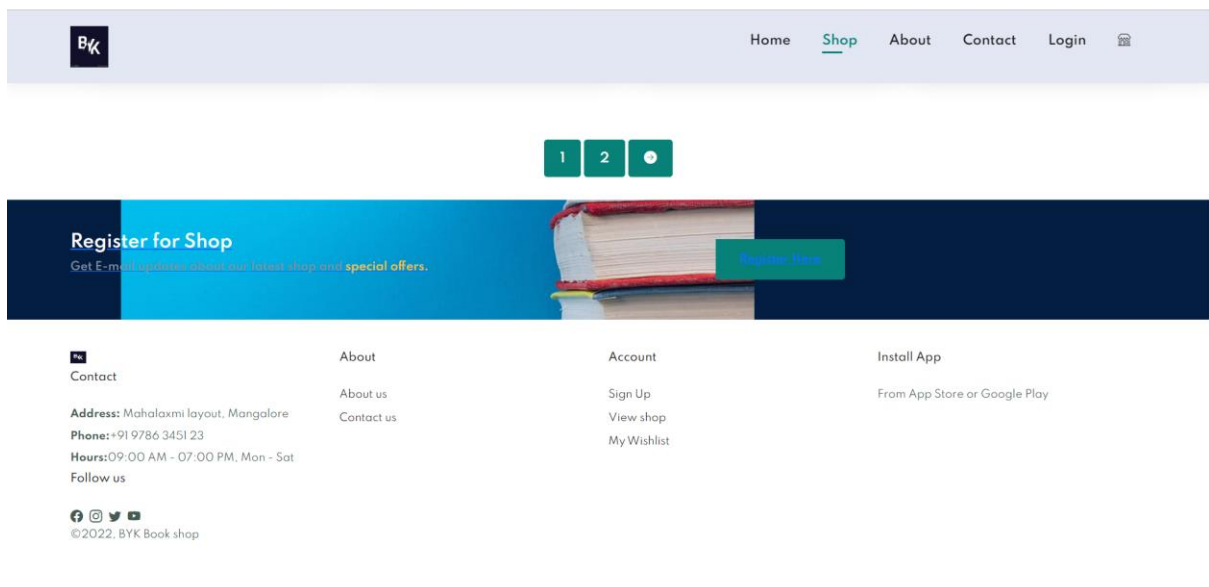 BYK
Home Shop About Contact Login
1 2
Register for Shop
Get E-mail updates about our latest shop and special offers.
Register Here
BYK
Contact
Address: Mahalaxmi layout, Mangalore
Phone:+91 9786 3451 23
Hours:09:00 AM - 07:00 PM, Mon - Sat
Follow us
©2022, BYK Book shop
About
About us
Contact us
Account
Sign Up
View shop
My Wishlist
Install App
From App Store or Google Play